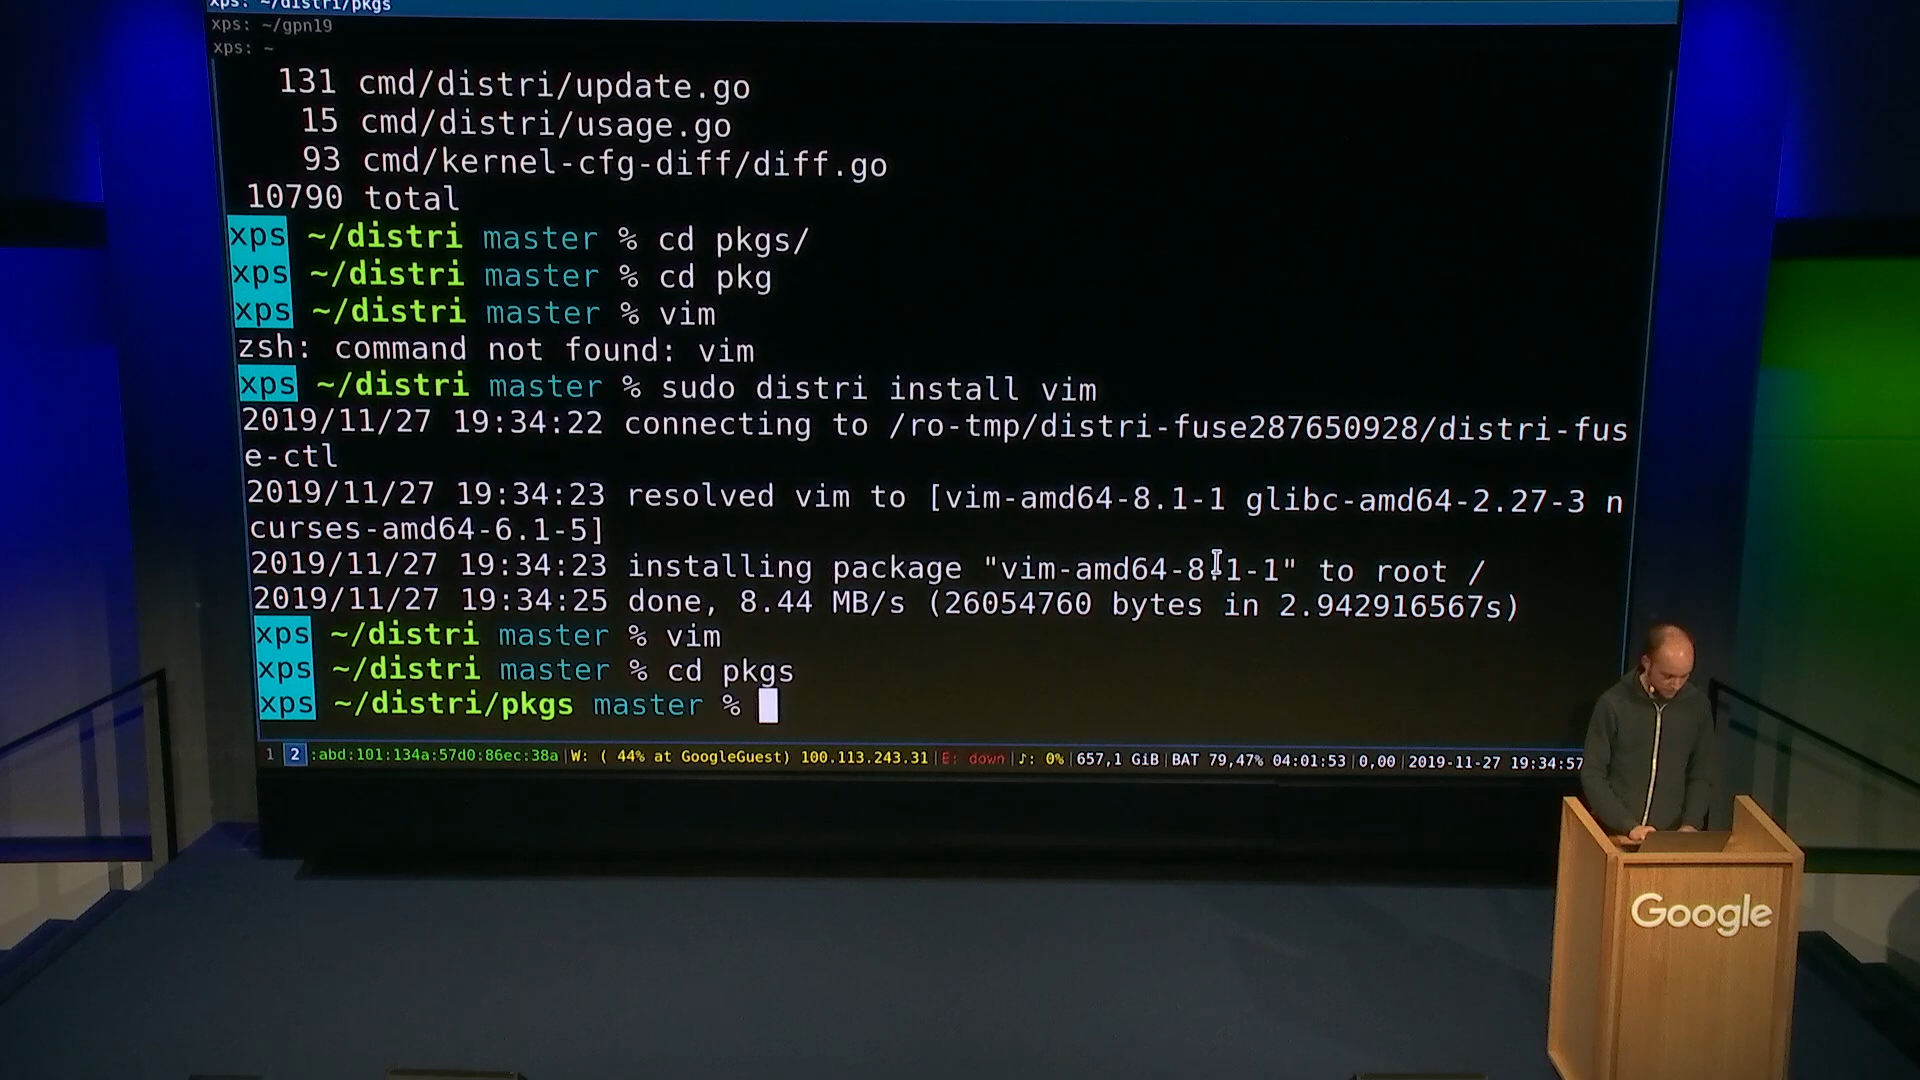 xps: ~/distri/pkgs
xps: ~/gpn19
xps: ~
131 cmd/distri/update.go
15 cmd/distri/usage.go
93 cmd/kernel-cfg-diff/diff.go
10790 total
xps ~/distri master % cd pkgs/
xps ~/distri master % cd pkg
xps ~/distri master % vim
zsh: command not found: vim
xps ~/distri master % sudo distri install vim
2019/11/27 19:34:22 connecting to /ro-tmp/distri-fuse287650928/distri-fus
e-ctl
2019/11/27 19:34:23 resolved vim to [vim-amd64-8.1-1 glibc-amd64-2.27-3 n
curses-amd64-6.1-5]
2019/11/27 19:34:23 installing package "vim-amd64-8.1-1" to root /
2019/11/27 19:34:25 done, 8.44 MB/s (26054760 bytes in 2.942916567s)
xps ~/distri master % vim
xps ~/distri master % cd pkgs
xps ~/distri/pkgs master %
1 2 :abd:101:134a:57d0:86ec:38a|W: ( 44% at GoogleGuest) 100.113.243.31|E: down|♪: 0%|657,1 GiB|BAT 79,47% 04:01:53|0,00|2019-11-27 19:34:57
Google